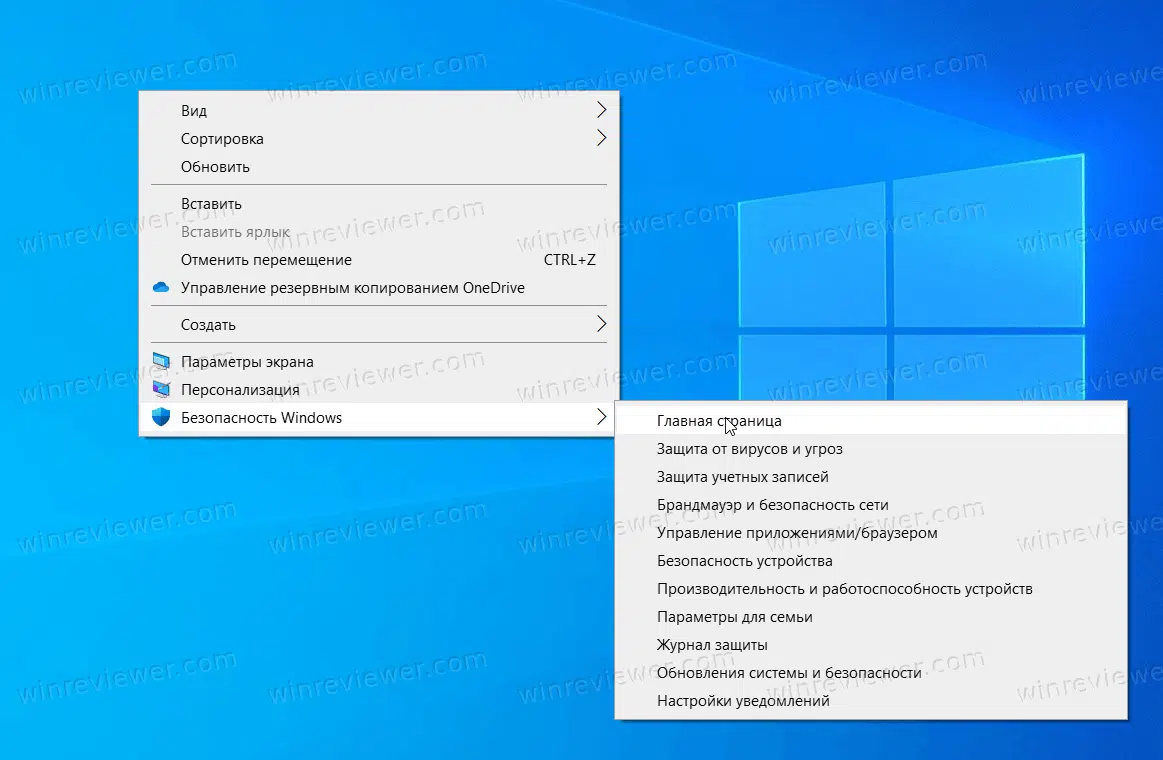 Вид
Сортировка
Обновить
Вставить
Вставить ярлык
Отменить перемещение CTRL+Z
Управление резервным копированием OneDrive
Создать
Параметры экрана
Персонализация
Безопасность Windows
Главная страница
Защита от вирусов и угроз
Защита учетных записей
Брандмауэр и безопасность сети
Управление приложениями/браузером
Безопасность устройства
Производительность и работоспособность устройств
Параметры для семьи
Журнал защиты
Обновления системы и безопасности
Настройки уведомлений
winreviewer.com